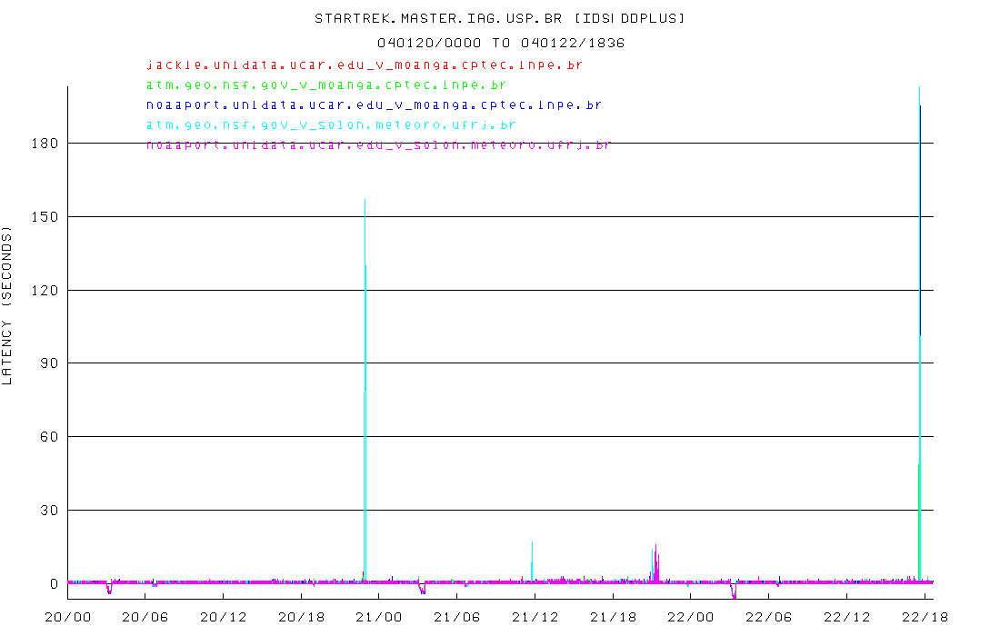 STARTREK.MASTER.IAG.USP.BR [IDS|DDPLUS]
040120/0000 TO 040122/1836
jackie.unidata.ucar.edu_v_moanga.cptec.inpe.br
atm.geo.nsf.gov_v_moanga.cptec.inpe.br
noaaport.unidata.ucar.edu_v_moanga.cptec.inpe.br
atm.geo.nsf.gov_v_solon.meteoro.ufrj.br
noaaport.unidata.ucar.edu_v_solon.meteoro.ufrj.br
LATENCY (SECONDS)
180
150
120
90
60
30
0
20/00 20/06 20/12 20/18 21/00 21/06 21/12 21/18 22/00 22/06 22/12 22/18